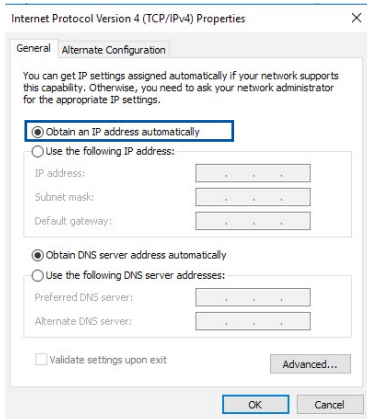 Internet Protocol Version 4 (TCP/IPv4) Properties
General
Alternate Configuration
You can get IP settings assigned automatically if your network supports
this capability. Otherwise, you need to ask your network administrator
for the appropriate IP settings.
Obtain an IP address automatically
Use the following IP address:
IP address:
Subnet mask:
Default gateway:
Obtain DNS server address automatically
Use the following DNS server addresses:
Preferred DNS server:
Alternate DNS server:
Validate settings upon exit
Advanced...
OK
Cancel